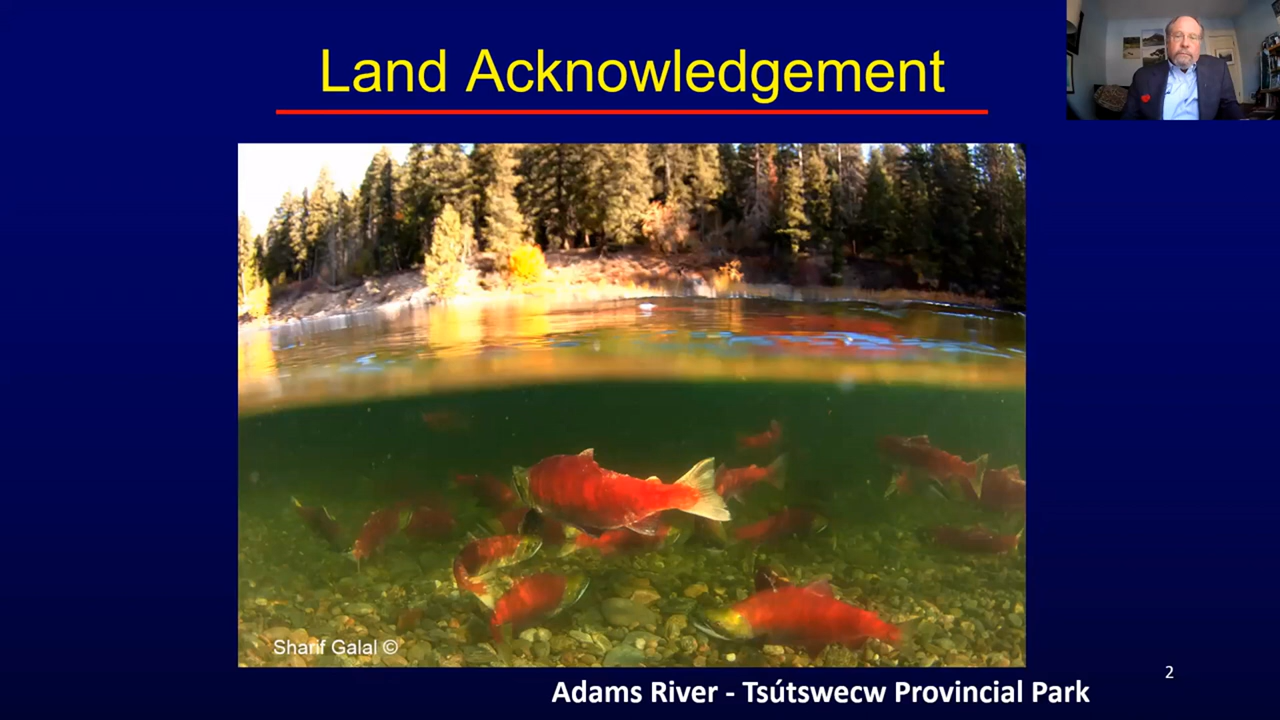 Land Acknowledgement
Sharif Galal ©
2
Adams River - Tsútswecw Provincial Park